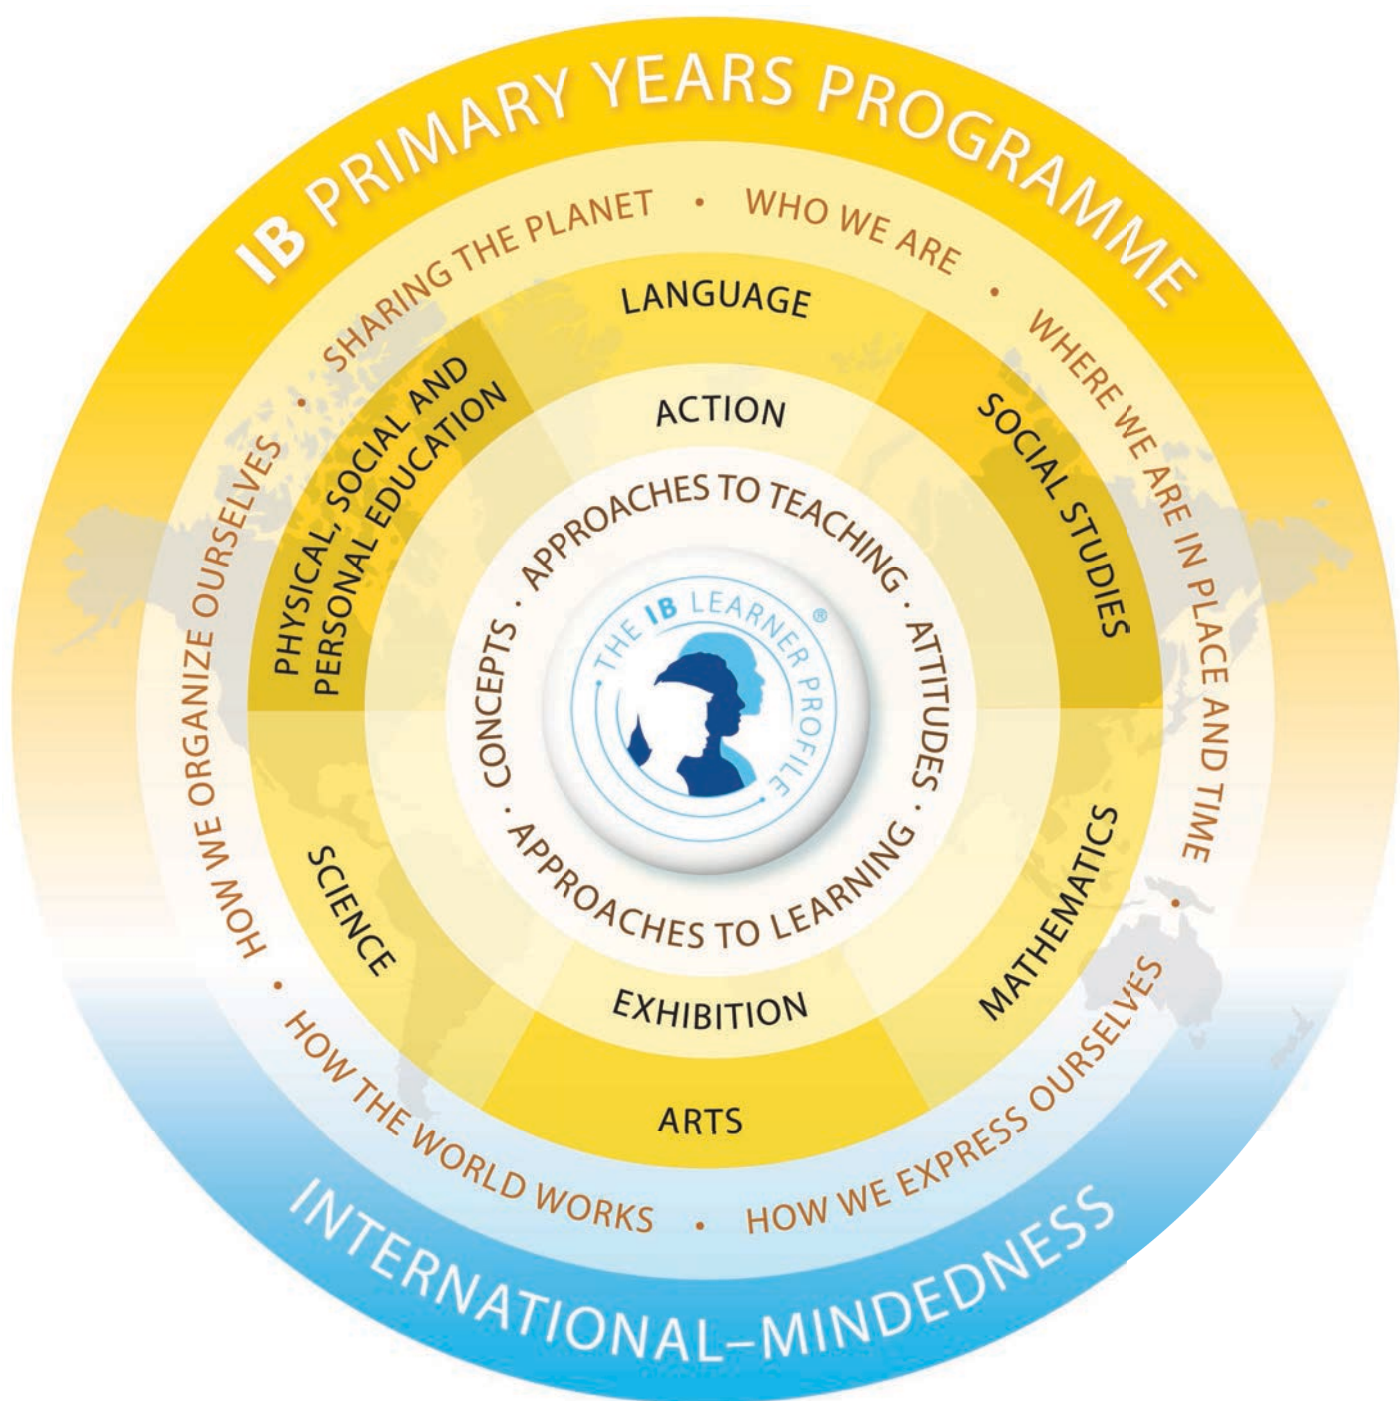 IB PRIMARY YEARS PROGRAMME
SHARING THE PLANET • WHO WE ARE • WHERE WE ARE IN PLACE AND TIME • HOW WE EXPRESS OURSELVES • HOW THE WORLD WORKS • HOW WE ORGANIZE OURSELVES •
LANGUAGE
SOCIAL STUDIES
MATHEMATICS
ARTS
SCIENCE
PHYSICAL, SOCIAL AND
PERSONAL EDUCATION
ACTION
EXHIBITION
APPROACHES TO TEACHING · ATTITUDES · APPROACHES TO LEARNING · CONCEPTS ·
• THE IB LEARNER PROFILE •
®
INTERNATIONAL–MINDEDNESS